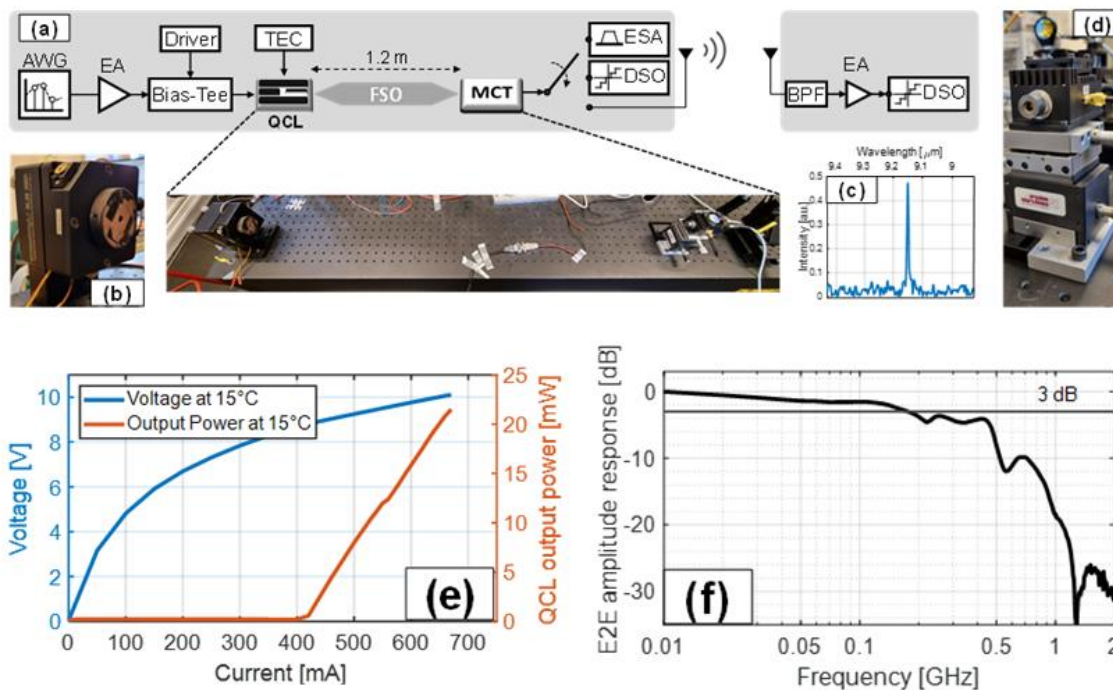 (a)
AWG
EA
Driver
Bias-Tee
TEC
QCL
1.2 m
FSO
MCT
ESA
DSO
BPF
EA
DSO
(d)
(b)
Wavelength [μm]
9.4 9.3 9.2 9.1 9
(c)
Intensity [au.]
0.5
0.4
0.3
0.2
0.1
0
Voltage at 15°C
Output Power at 15°C
Voltage [V]
10
8
6
4
2
0
QCL output power [mW]
25
20
15
10
5
0
0 100 200 300 400 500 600 700
Current [mA]
(e)
E2E amplitude response [dB]
0
-10
-20
-30
3 dB
(f)
0.01 0.05 0.1 0.5 1 2
Frequency [GHz]